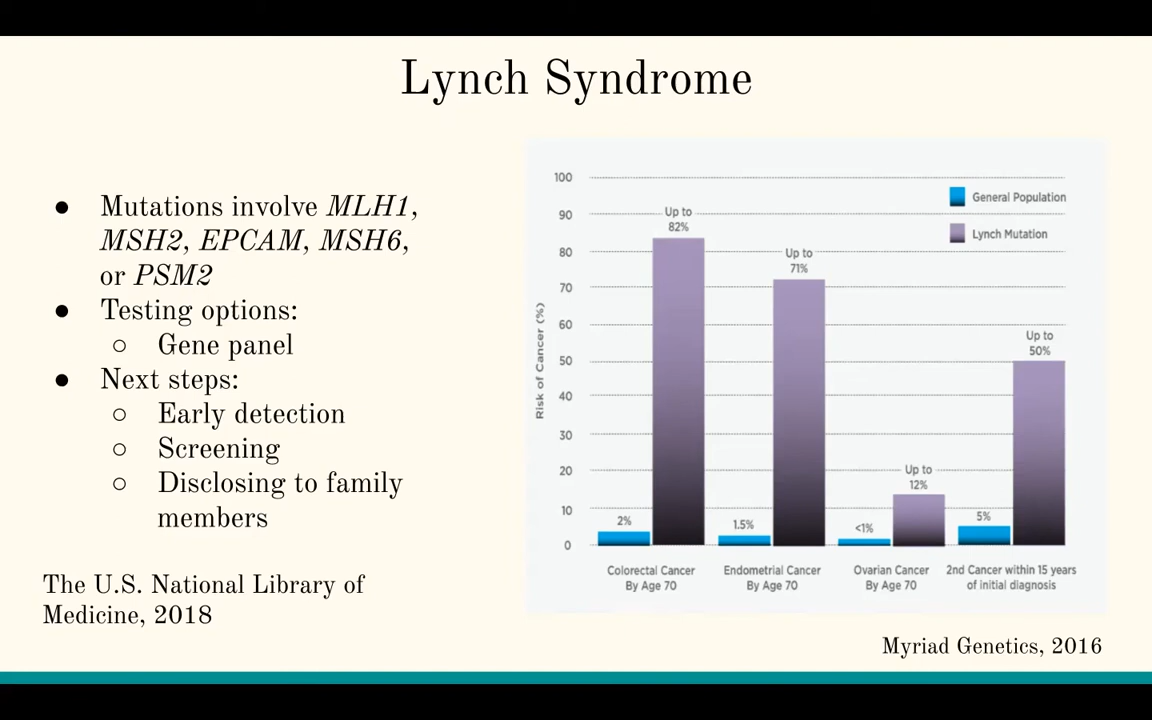 Lynch Syndrome
● Mutations involve MLH1,
MSH2, EPCAM, MSH6,
or PSM2
● Testing options:
○ Gene panel
● Next steps:
○ Early detection
○ Screening
○ Disclosing to family
members
The U.S. National Library of
Medicine, 2018
Risk of Cancer (%)
100
90
80
70
60
50
40
30
20
10
0
General Population
Lynch Mutation
Up to
82%
Up to
71%
Up to
50%
Up to
12%
2%
1.5%
<1%
5%
Colorectal Cancer
By Age 70
Endometrial Cancer
By Age 70
Ovarian Cancer
By Age 70
2nd Cancer within 15 years
of initial diagnosis
Myriad Genetics, 2016